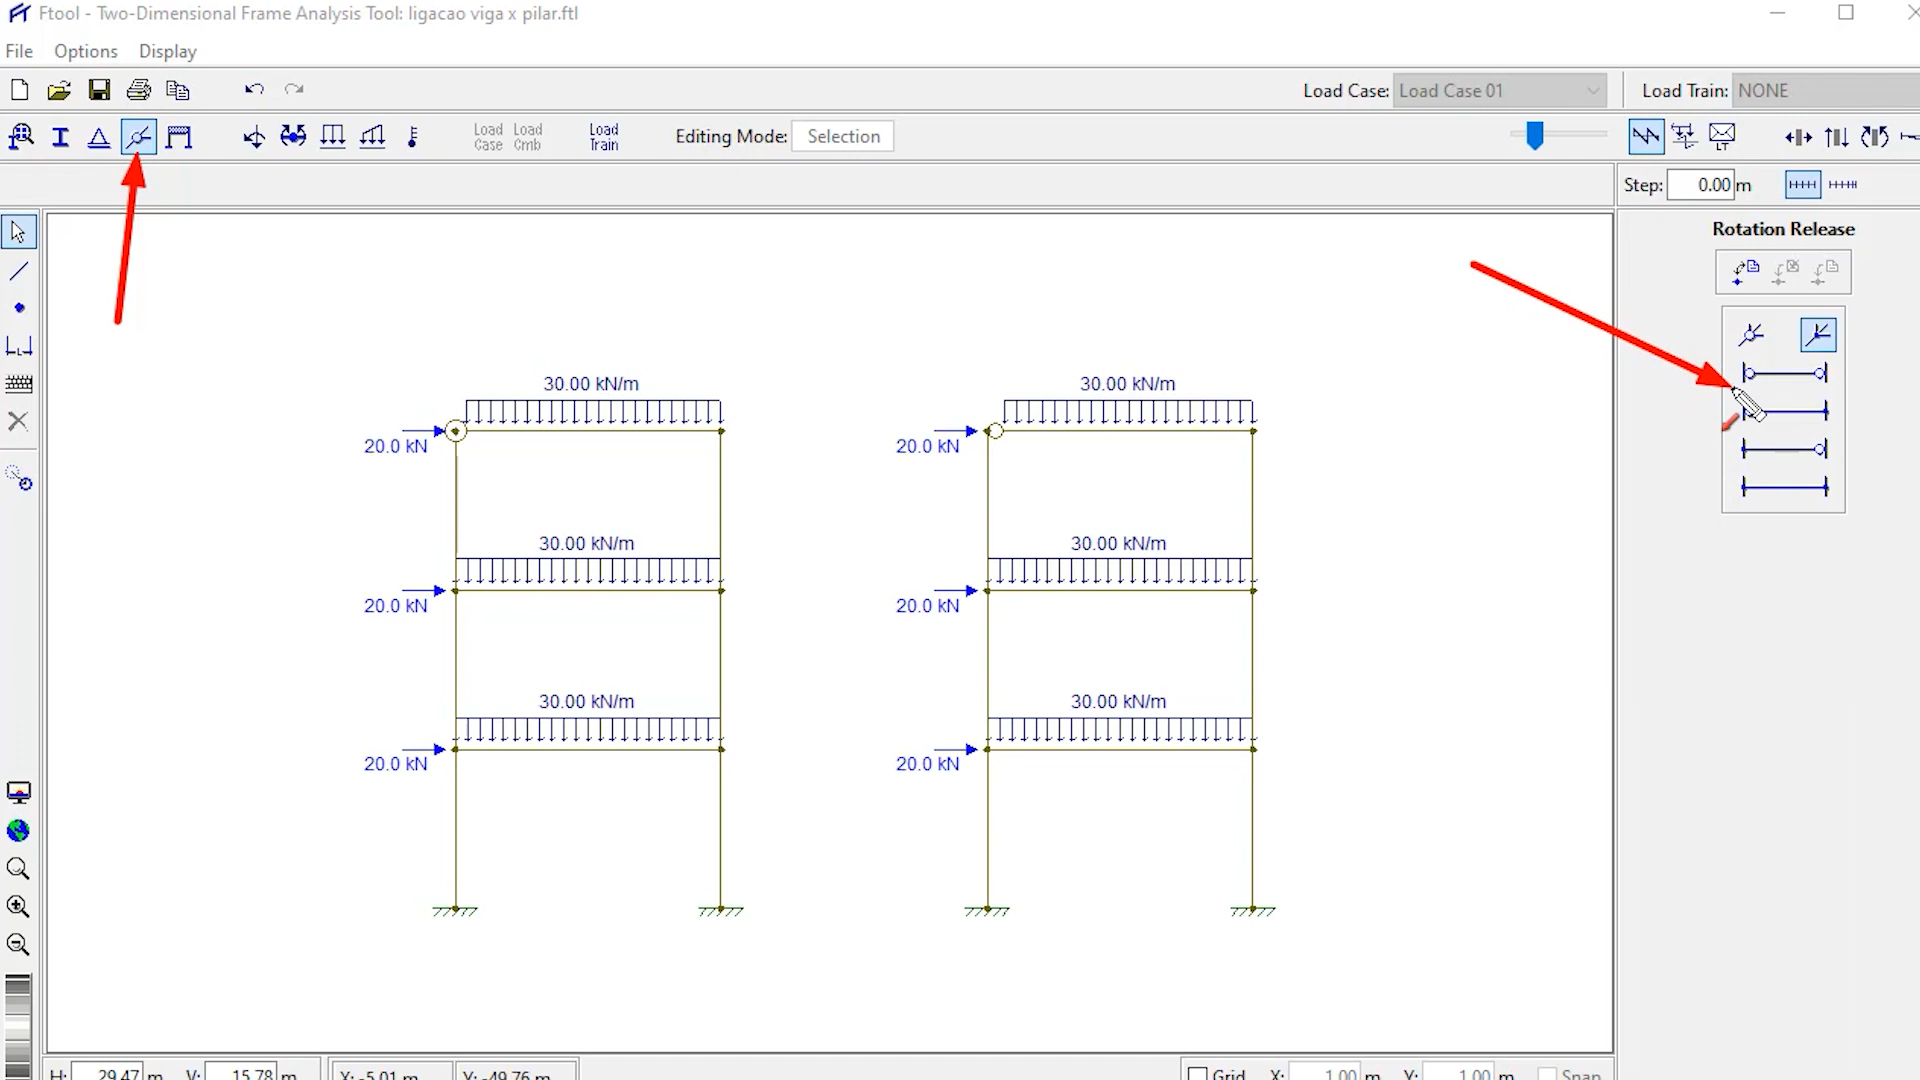 Ftool - Two-Dimensional Frame Analysis Tool: ligacao viga x pilar.ftl
File Options Display
Load Case: Load Case 01 Load Train: NONE
Load Case Load Cmb Load Train Editing Mode: Selection LT
Step: 0.00 m
Rotation Release
30.00 kN/m 30.00 kN/m
20.0 kN 20.0 kN
30.00 kN/m 30.00 kN/m
20.0 kN 20.0 kN
30.00 kN/m 30.00 kN/m
20.0 kN 20.0 kN
H: 29.47 m V: 15.78 m X: -5.01 m Y: -49.76 m Grid X: 1.00 m Y: 1.00 m Snap